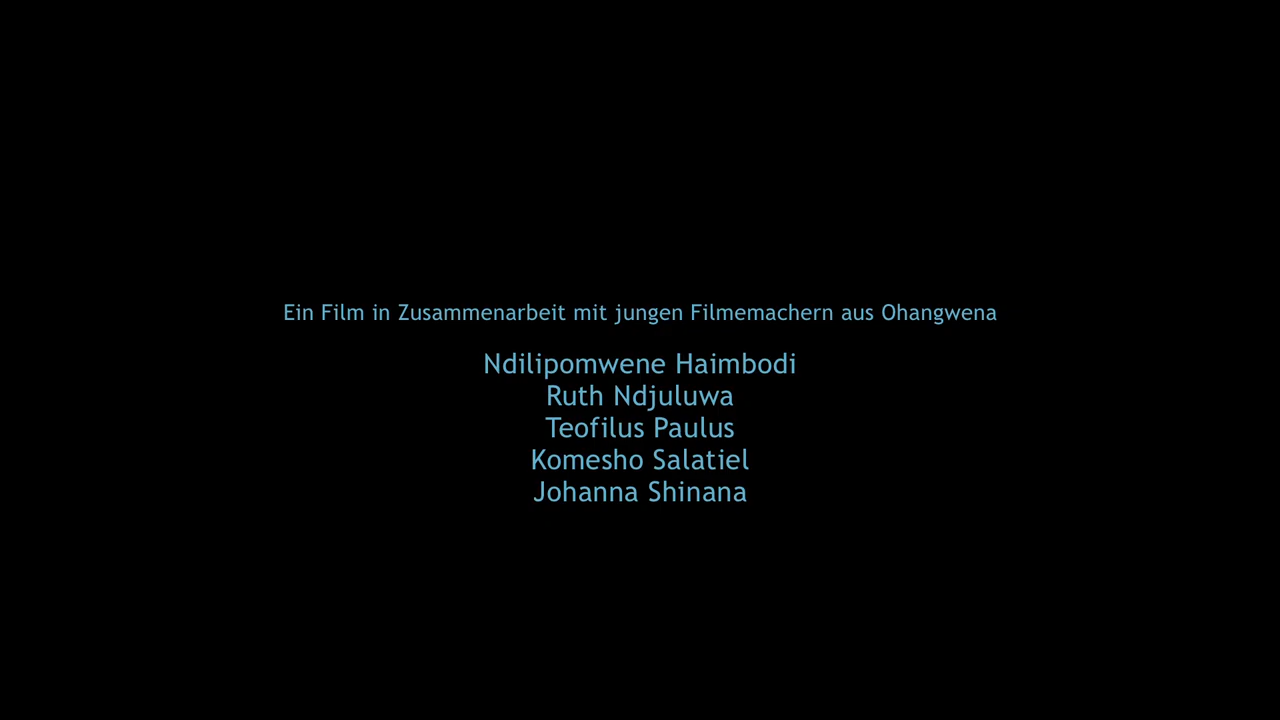 Ein Film in Zusammenarbeit mit jungen Filmemachern aus Ohangwena
Ndilipomwene Haimbodi
Ruth Ndjuluwa
Teofilus Paulus
Komesho Salatiel
Johanna Shinana